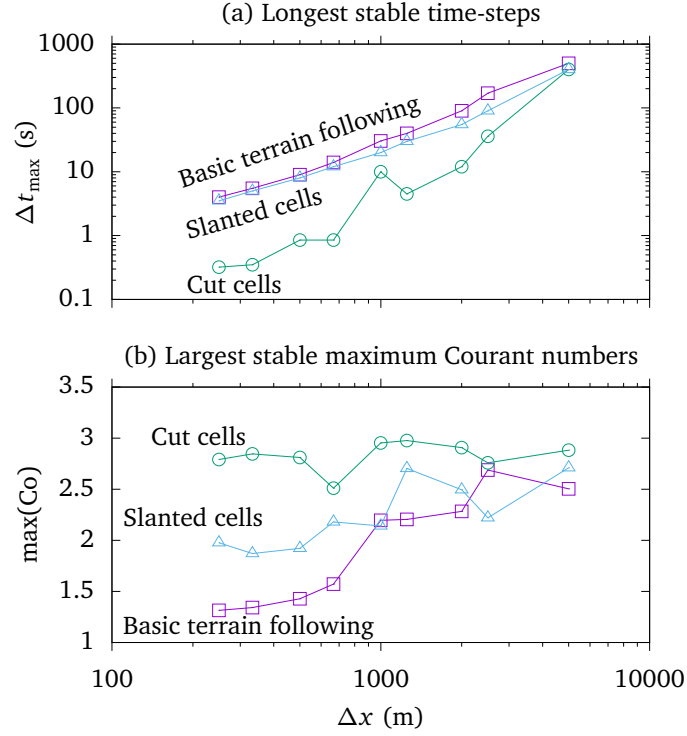 (a) Longest stable time-steps
1000
100
10
1
0.1
Δt_max (s)
Basic terrain following
Slanted cells
Cut cells
(b) Largest stable maximum Courant numbers
3.5
3
2.5
2
1.5
1
max(Co)
Cut cells
Slanted cells
Basic terrain following
100
1000
10000
Δx (m)